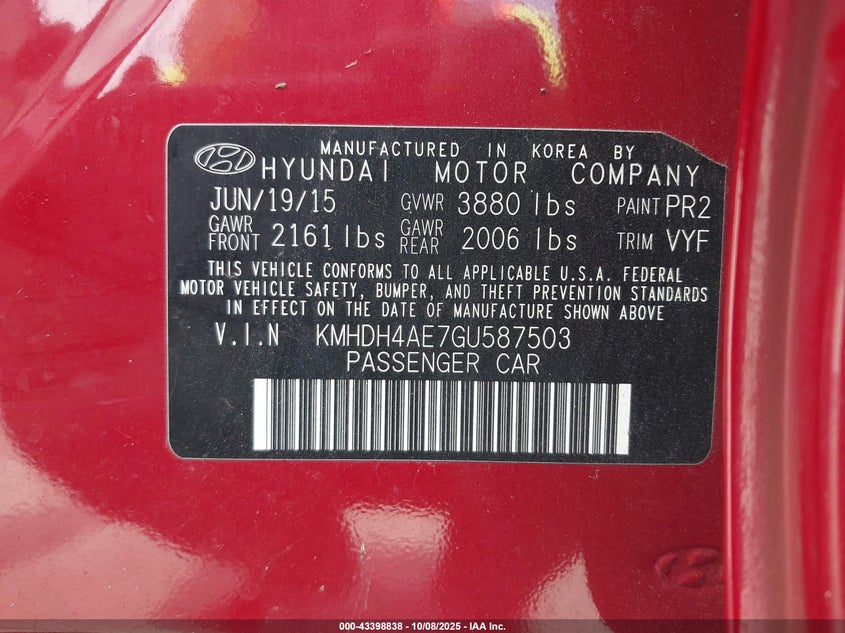 MANUFACTURED IN KOREA BY
HYUNDAI MOTOR COMPANY
JUN/19/15 GVWR 3880 lbs PAINT PR2
GAWR FRONT 2161 lbs GAWR REAR 2006 lbs TRIM VYF
THIS VEHICLE CONFORMS TO ALL APPLICABLE U.S.A. FEDERAL
MOTOR VEHICLE SAFETY, BUMPER, AND THEFT PREVENTION STANDARDS
IN EFFECT ON THE DATE OF MANUFACTURE SHOWN ABOVE
V.I.N KMHDH4AE7GU587503
PASSENGER CAR
000-43398838 - 10/08/2025 - IAA Inc.